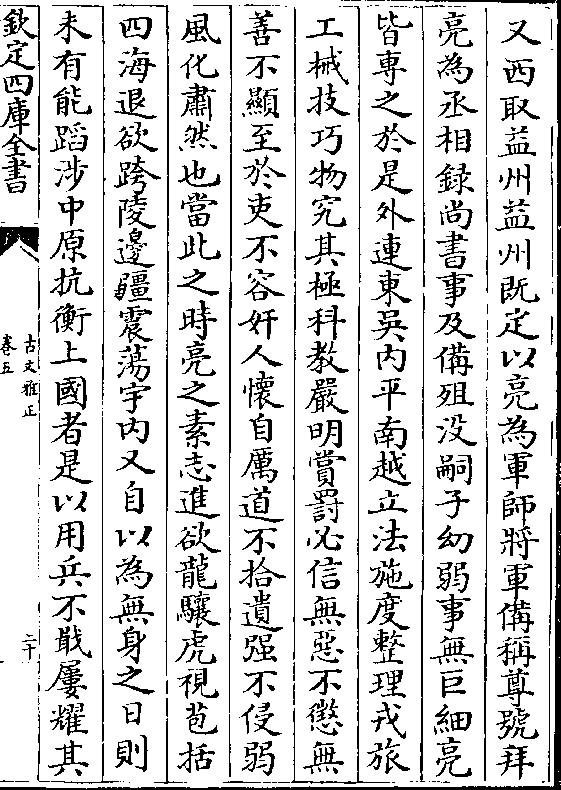 又西取益州益州既定以亮為軍師將軍備稱尊號拜
亮為丞相録尚書事及備殂没嗣子幼弱事無巨細亮
皆專之於是外連東吳内平南越立法施度整理戎旅
工械技巧物究其極科教嚴明賞罰必信無惡不懲無
善不顯至於吏不容奸人懷自厲道不拾遺强不侵弱
風化肅然也當此之時亮之素志進欲龍驤虎視苞括
四海退欲跨陵邊疆震蕩宇内又自以為無身之日則
未有能蹈涉中原抗衡上國者是以用兵不戢屢耀其
欽定四庫全書
古文雅正
卷五
二十